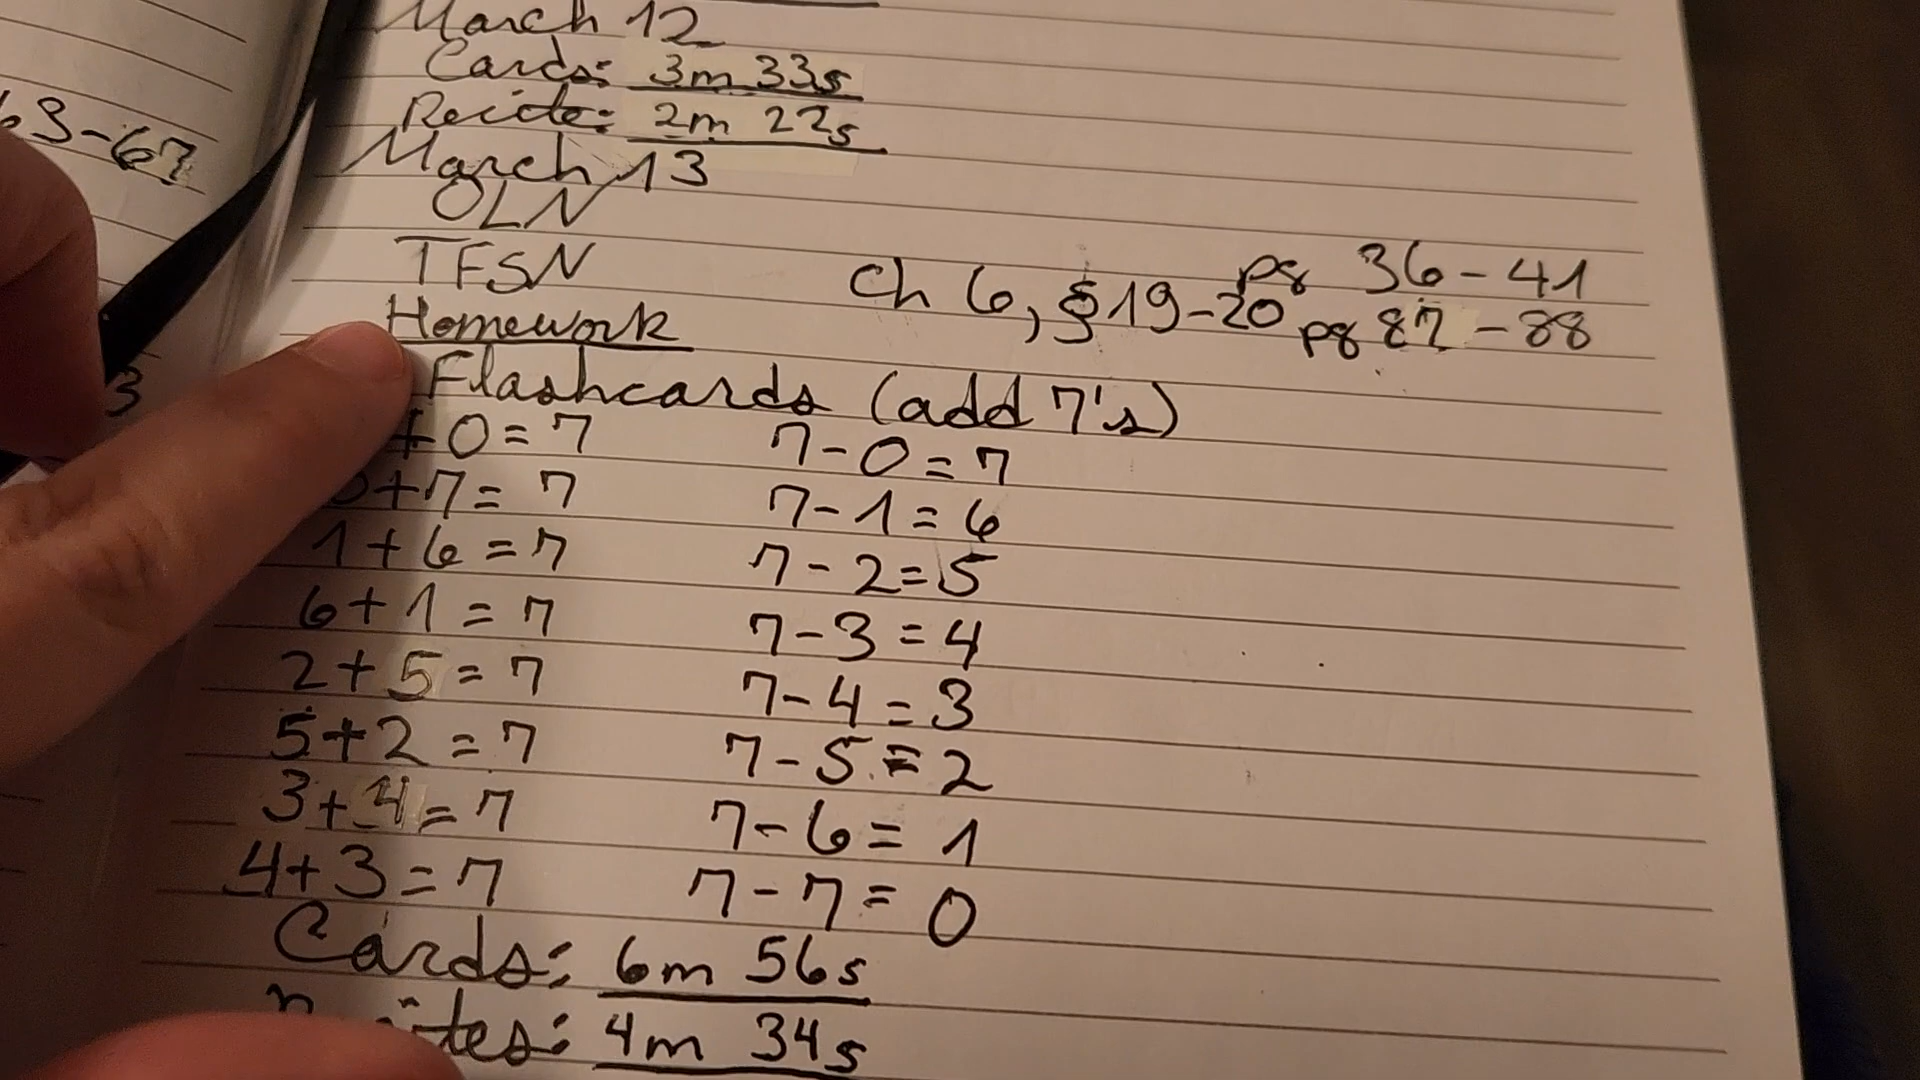 63-67
3
March 12
Cards: 3m 33s
Recite: 2m 22s
March 13
OLN
TFSN Ch 6, §19-20 pg 36-41
Homework pg 87-88
Flashcards (add 7's)
+0=7 7-0=7
0+7=7 7-1=6
1+6=7 7-2=5
6+1=7 7-3=4
2+5=7 7-4=3
5+2=7 7-5=2
3+4=7 7-6=1
4+3=7 7-7=0
Cards: 6m 56s
4m 34s